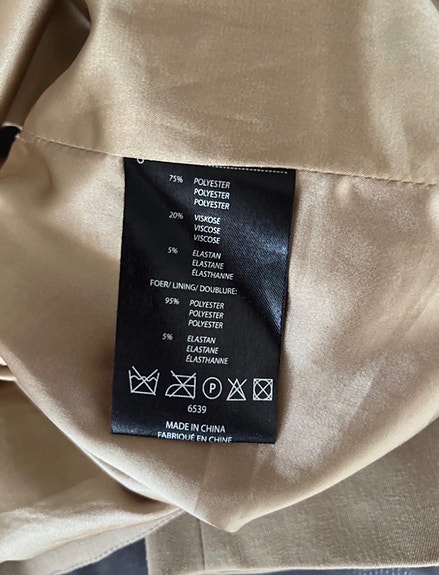 75% POLYESTER
POLYESTER
POLYESTER
20% VISKOSE
VISCOSE
VISCOSE
5% ELASTAN
ELASTANE
ÉLASTHANNE
FOER/ LINING/ DOUBLURE:
95% POLYESTER
POLYESTER
POLYESTER
5% ELASTAN
ELASTANE
ÉLASTHANNE
P
6539
MADE IN CHINA
FABRIQUÉ EN CHINE